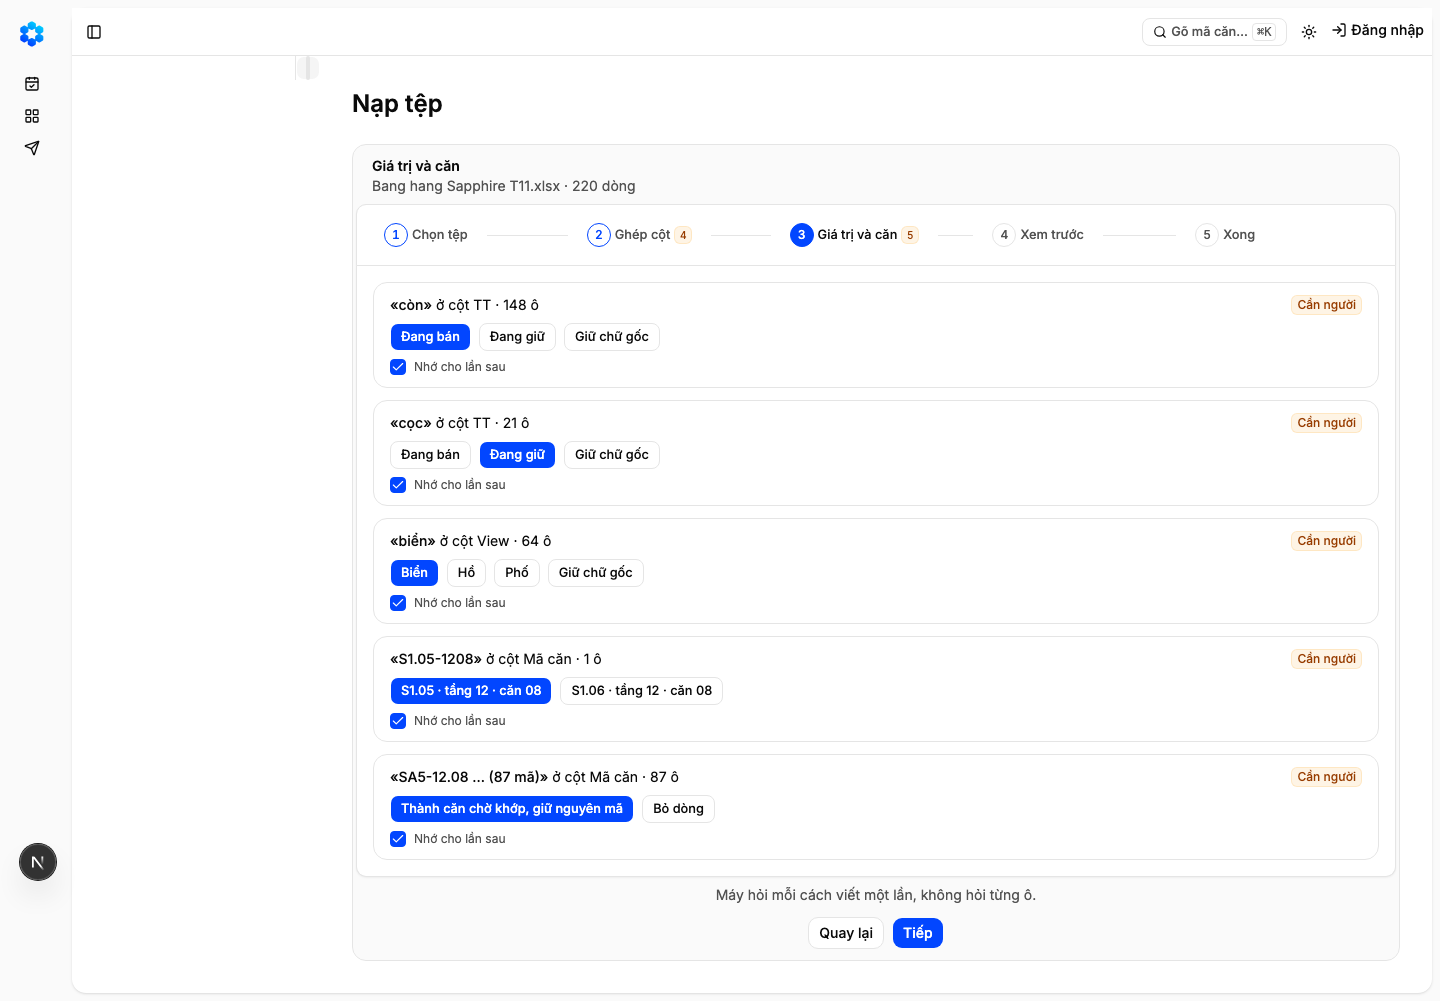 Gõ mã căn... ⌘K
Đăng nhập
Nạp tệp
Giá trị và căn
Bang hang Sapphire T11.xlsx · 220 dòng
1 Chọn tệp
2 Ghép cột 4
3 Giá trị và căn 5
4 Xem trước
5 Xong
«còn» ở cột TT · 148 ô
Cần người
Đang bán Đang giữ Giữ chữ gốc
Nhớ cho lần sau
«cọc» ở cột TT · 21 ô
Cần người
Đang bán Đang giữ Giữ chữ gốc
Nhớ cho lần sau
«biển» ở cột View · 64 ô
Cần người
Biển Hồ Phố Giữ chữ gốc
Nhớ cho lần sau
«S1.05-1208» ở cột Mã căn · 1 ô
Cần người
S1.05 · tầng 12 · căn 08 S1.06 · tầng 12 · căn 08
Nhớ cho lần sau
«SA5-12.08 ... (87 mã)» ở cột Mã căn · 87 ô
Cần người
Thành căn chờ khớp, giữ nguyên mã Bỏ dòng
Nhớ cho lần sau
Máy hỏi mỗi cách viết một lần, không hỏi từng ô.
Quay lại Tiếp
N